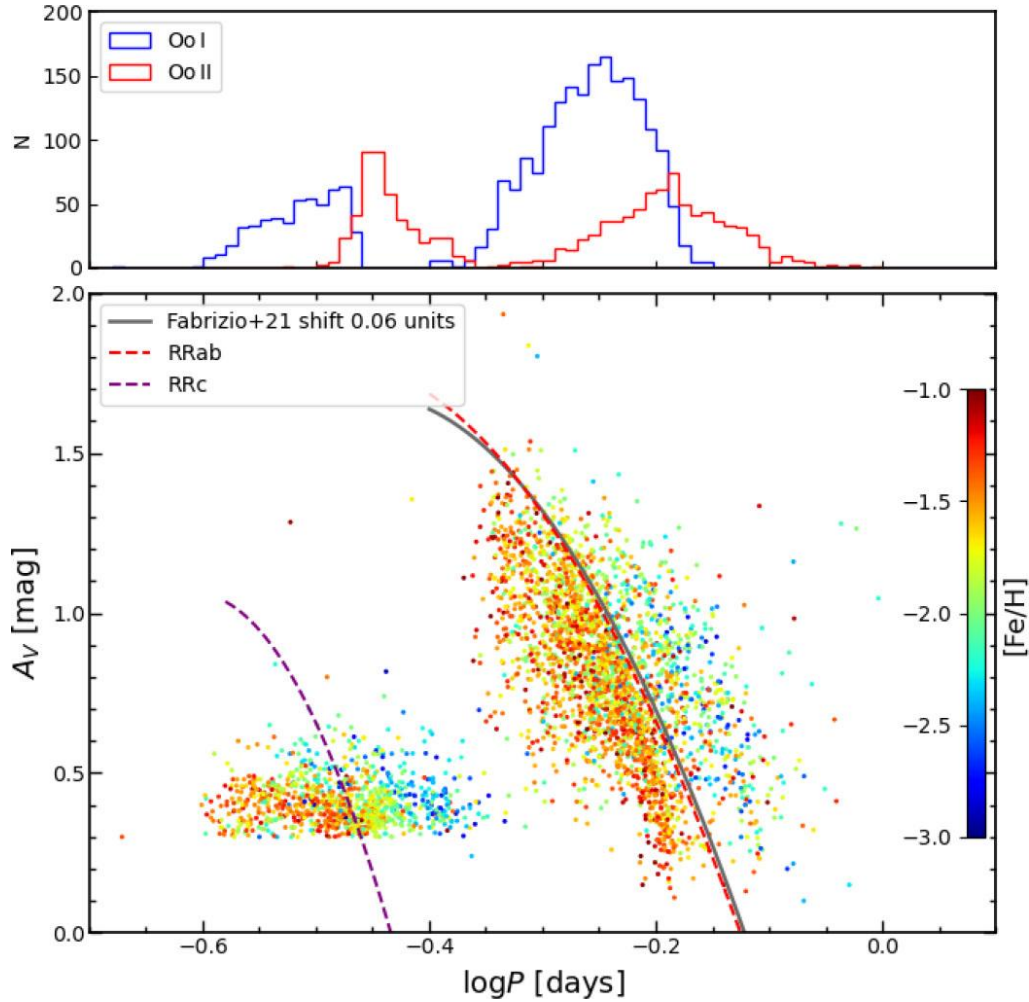 200
150
100
50
0
N
Oo I
Oo II
2.0
1.5
1.0
0.5
0.0
A_V [mag]
Fabrizio+21 shift 0.06 units
RRab
RRc
−1.0
−1.5
−2.0
−2.5
−3.0
[Fe/H]
−0.6
−0.4
−0.2
0.0
logP [days]